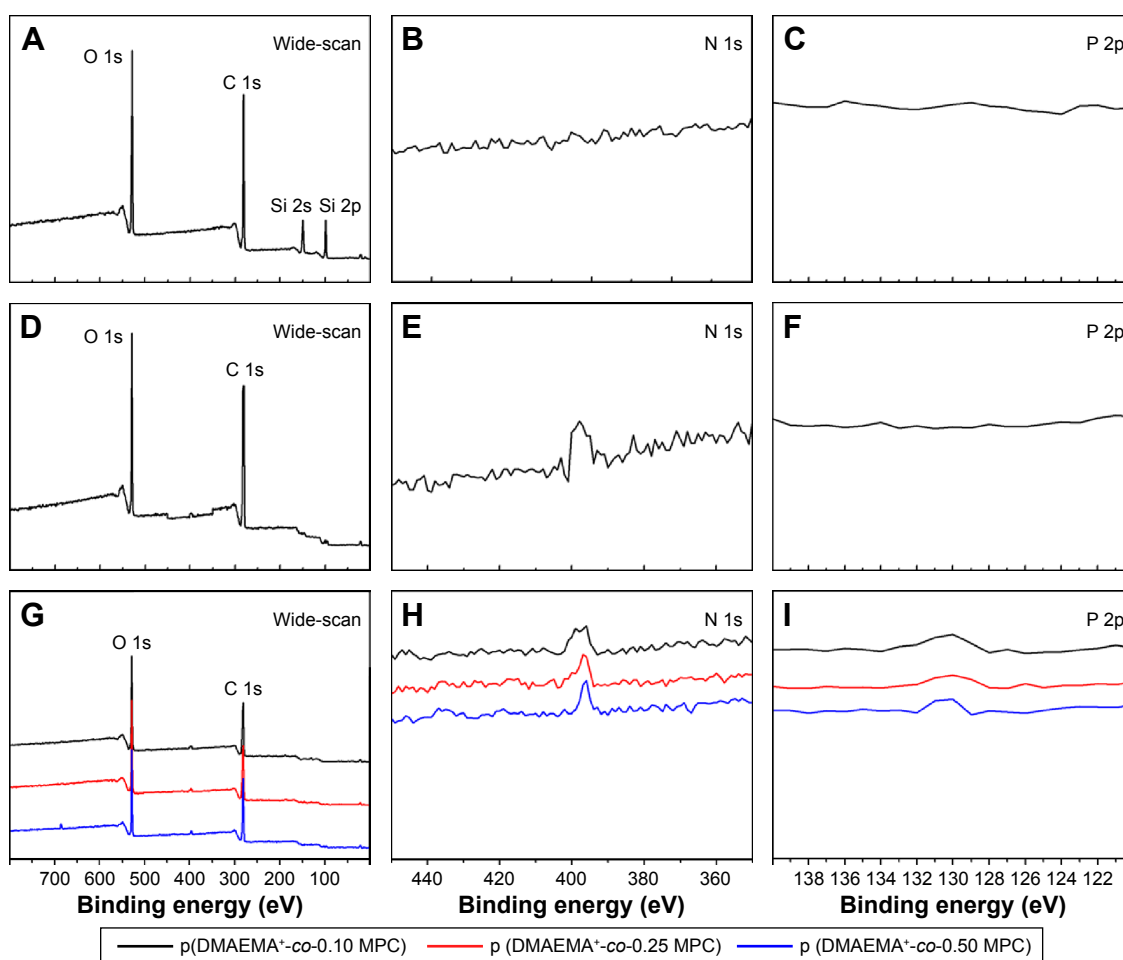 A
Wide-scan
O 1s
C 1s
Si 2s
Si 2p
B
N 1s
C
P 2p
D
Wide-scan
O 1s
C 1s
E
N 1s
F
P 2p
G
Wide-scan
O 1s
C 1s
H
N 1s
I
P 2p
700 600 500 400 300 200 100
440 420 400 380 360
138 136 134 132 130 128 126 124 122
Binding energy (eV)
Binding energy (eV)
Binding energy (eV)
p(DMAEMA⁺-co-0.10 MPC)
p (DMAEMA⁺-co-0.25 MPC)
p (DMAEMA⁺-co-0.50 MPC)